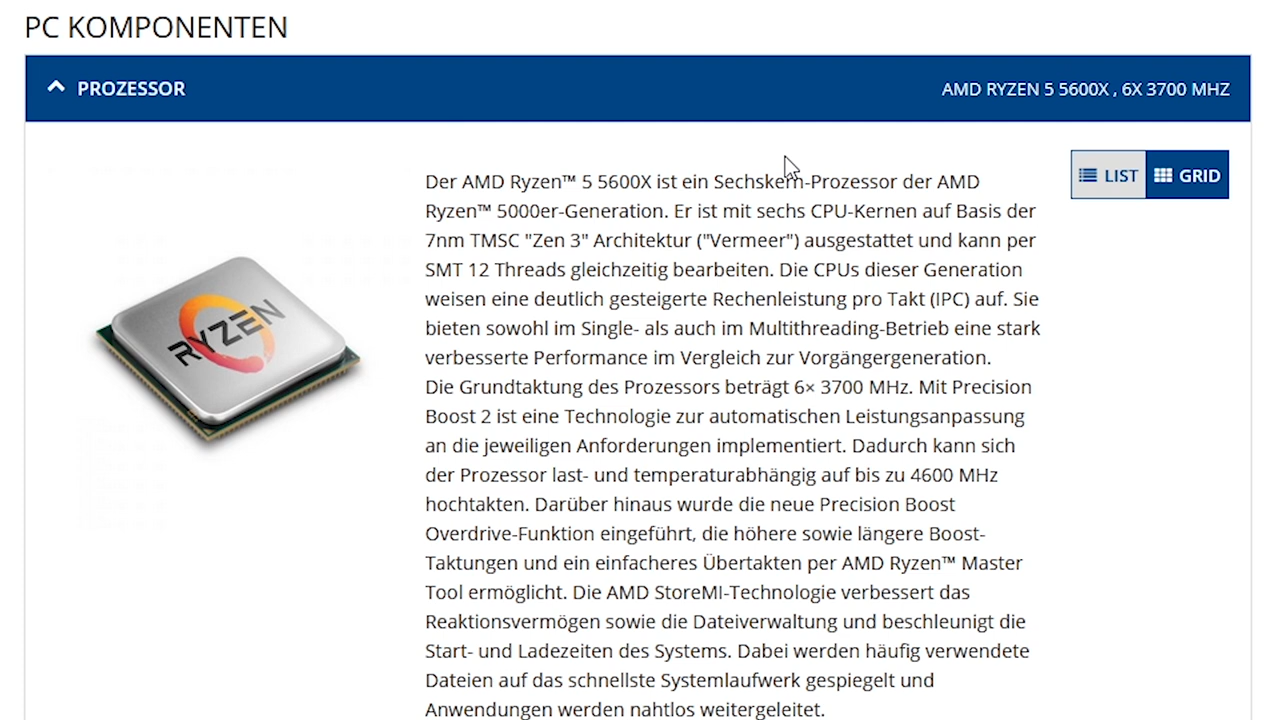 PC KOMPONENTEN
PROZESSOR
AMD RYZEN 5 5600X , 6X 3700 MHZ
LIST
GRID
RYZEN
Der AMD Ryzen™ 5 5600X ist ein Sechskern-Prozessor der AMD
Ryzen™ 5000er-Generation. Er ist mit sechs CPU-Kernen auf Basis der
7nm TMSC "Zen 3" Architektur ("Vermeer") ausgestattet und kann per
SMT 12 Threads gleichzeitig bearbeiten. Die CPUs dieser Generation
weisen eine deutlich gesteigerte Rechenleistung pro Takt (IPC) auf. Sie
bieten sowohl im Single- als auch im Multithreading-Betrieb eine stark
verbesserte Performance im Vergleich zur Vorgängergeneration.
Die Grundtaktung des Prozessors beträgt 6× 3700 MHz. Mit Precision
Boost 2 ist eine Technologie zur automatischen Leistungsanpassung
an die jeweiligen Anforderungen implementiert. Dadurch kann sich
der Prozessor last- und temperaturabhängig auf bis zu 4600 MHz
hochtakten. Darüber hinaus wurde die neue Precision Boost
Overdrive-Funktion eingeführt, die höhere sowie längere Boost-
Taktungen und ein einfacheres Übertakten per AMD Ryzen™ Master
Tool ermöglicht. Die AMD StoreMI-Technologie verbessert das
Reaktionsvermögen sowie die Dateiverwaltung und beschleunigt die
Start- und Ladezeiten des Systems. Dabei werden häufig verwendete
Dateien auf das schnellste Systemlaufwerk gespiegelt und
Anwendungen werden nahtlos weitergeleitet.